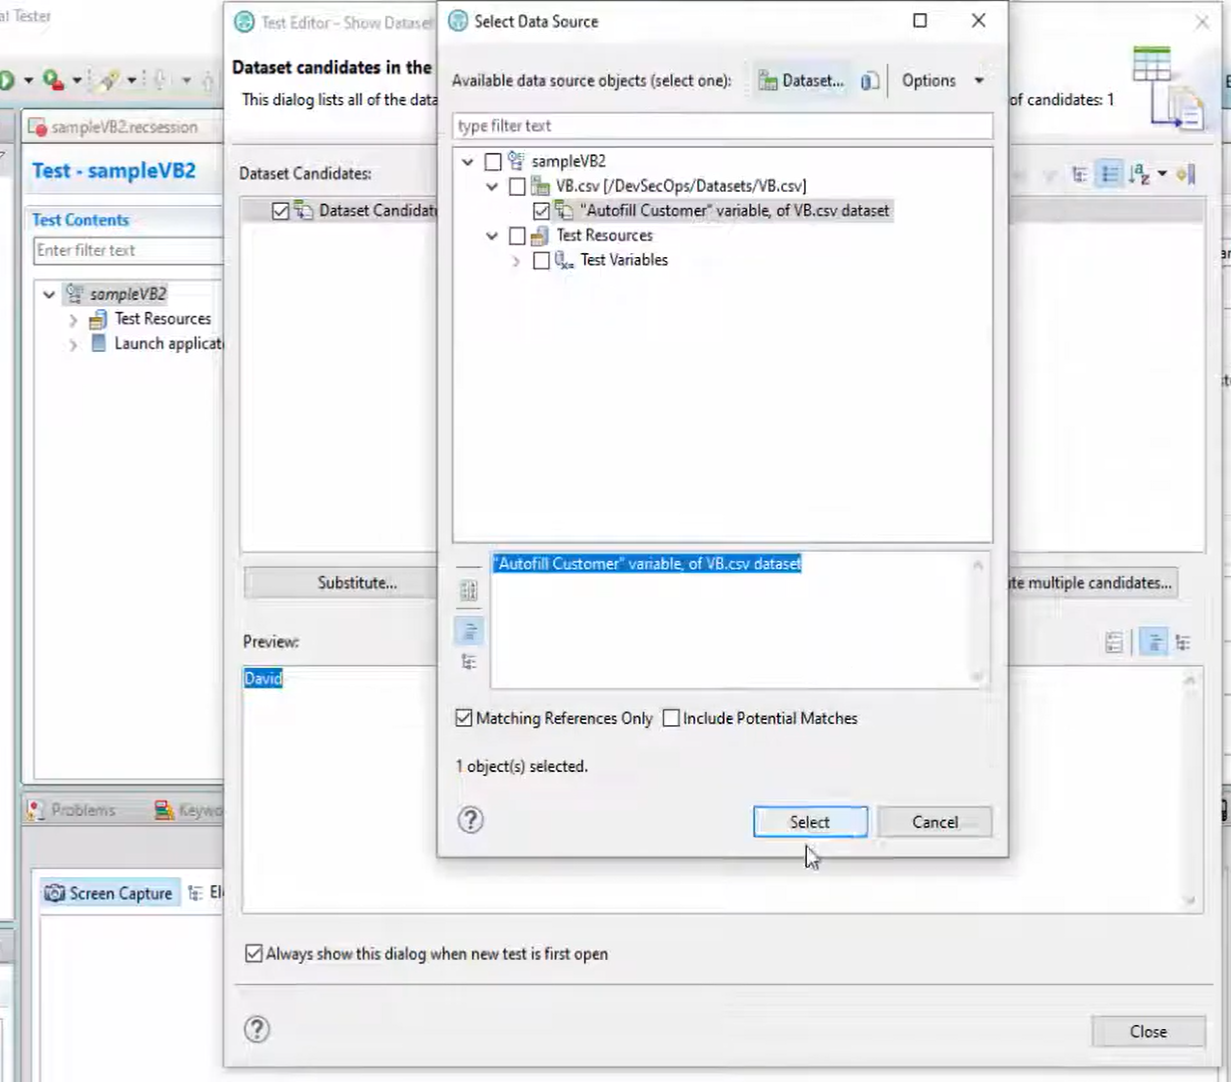 al Tester
Test Editor - Show Dataset
Select Data Source
Dataset candidates in the
This dialog lists all of the data
of candidates: 1
Available data source objects (select one):
Dataset...
Options
type filter text
sampleVB2.recsession
Test - sampleVB2
Test Contents
Enter filter text
sampleVB2
Test Resources
Launch applicat
Dataset Candidates:
Dataset Candidat
sampleVB2
VB.csv [/DevSecOps/Datasets/VB.csv]
"Autofill Customer" variable, of VB.csv dataset
Test Resources
Test Variables
"Autofill Customer" variable, of VB.csv dataset
Substitute...
te multiple candidates...
Preview:
David
Matching References Only
Include Potential Matches
1 object(s) selected.
Select
Cancel
Problems
Keywo
Screen Capture
El
Always show this dialog when new test is first open
Close